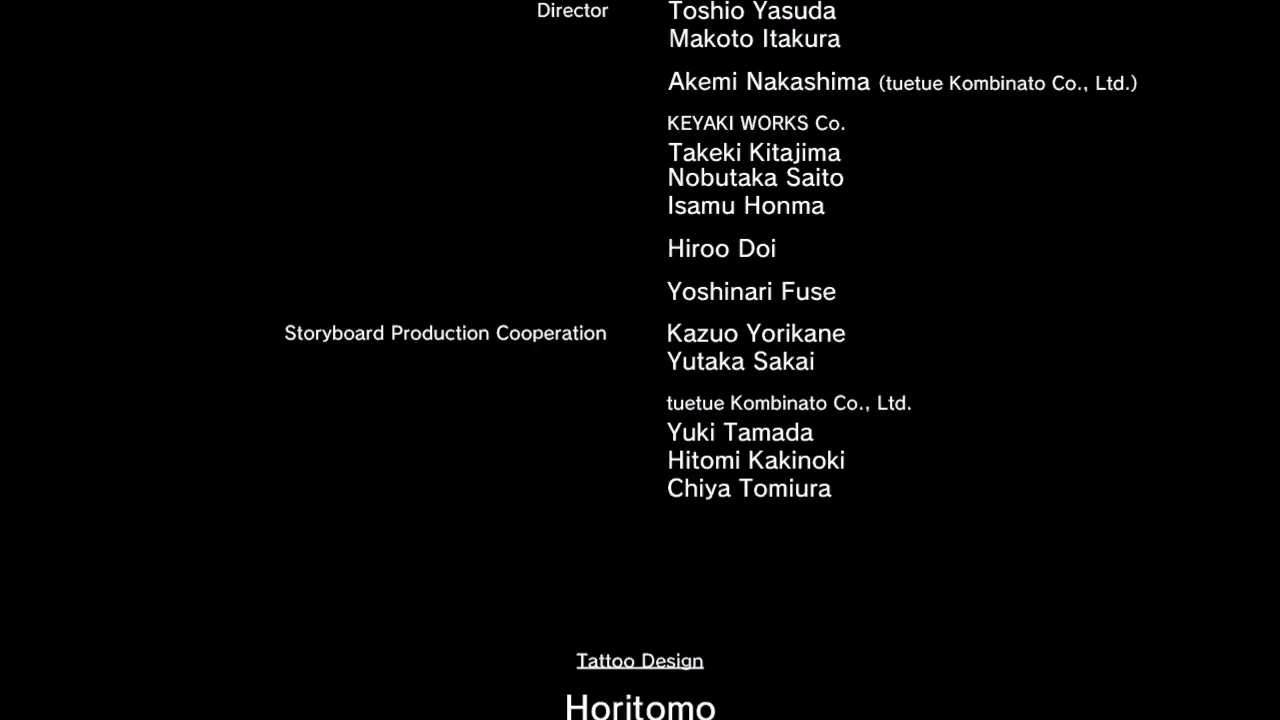 Director Toshio Yasuda
Makoto Itakura
Akemi Nakashima (tuetue Kombinato Co., Ltd.)
KEYAKI WORKS Co.
Takeki Kitajima
Nobutaka Saito
Isamu Honma
Hiroo Doi
Yoshinari Fuse
Storyboard Production Cooperation Kazuo Yorikane
Yutaka Sakai
tuetue Kombinato Co., Ltd.
Yuki Tamada
Hitomi Kakinoki
Chiya Tomiura
Tattoo Design
Horitomo